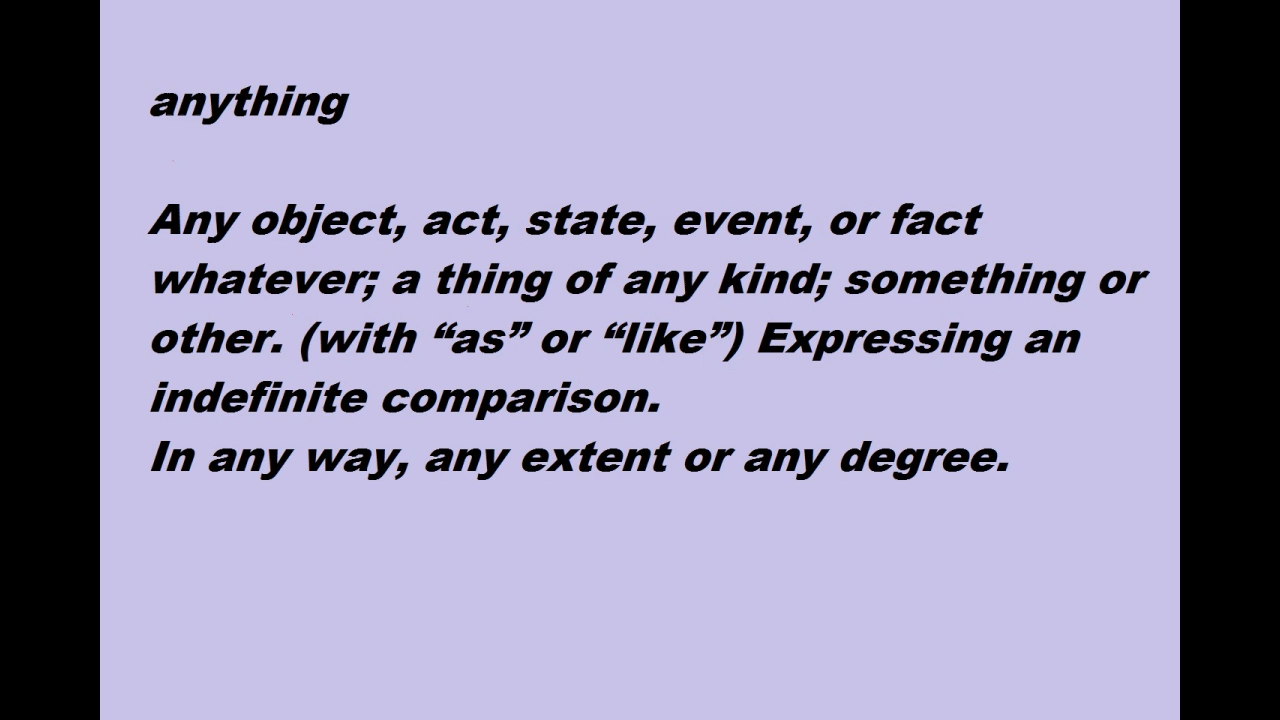 anything
Any object, act, state, event, or fact
whatever; a thing of any kind; something or
other. (with “as” or “like”) Expressing an
indefinite comparison.
In any way, any extent or any degree.